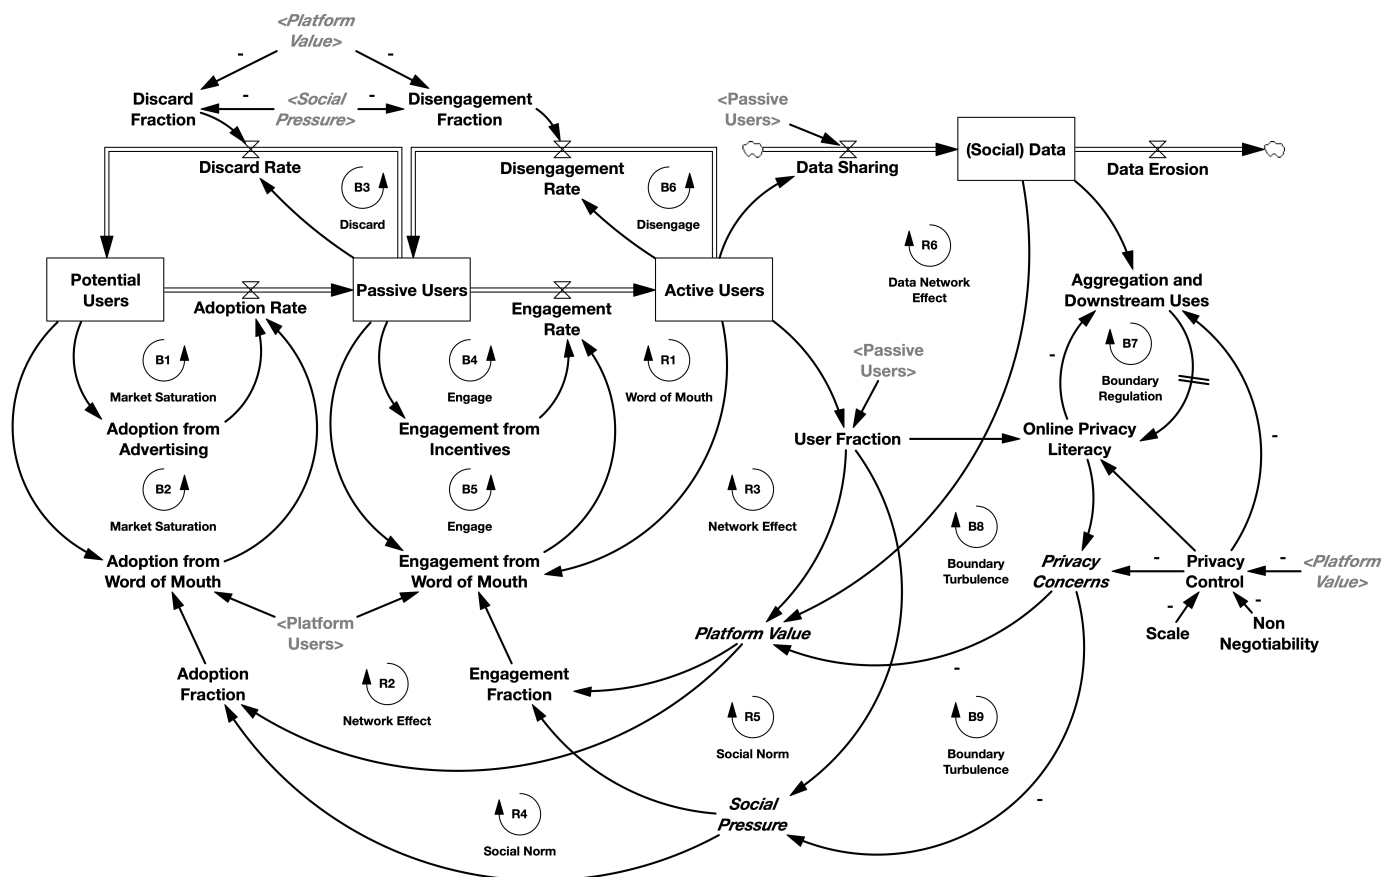 <Platform
Value>
-
-
Discard
Fraction
-
<Social
Pressure>
-
Disengagement
Fraction
<Passive
Users>
(Social) Data
Discard Rate
Disengagement
Rate
Data Sharing
Data Erosion
B3
Discard
B6
Disengage
R6
Data Network
Effect
Potential
Users
Passive Users
Active Users
Aggregation and
Downstream Uses
Adoption Rate
Engagement
Rate
B1
Market Saturation
B4
Engage
R1
Word of Mouth
<Passive
Users>
-
B7
Boundary
Regulation
Adoption from
Advertising
Engagement from
Incentives
User Fraction
Online Privacy
Literacy
-
B2
Market Saturation
B5
Engage
R3
Network Effect
B8
Boundary
Turbulence
Adoption from
Word of Mouth
Engagement from
Word of Mouth
Privacy
Concerns
-
Privacy
Control
-
<Platform
Value>
-
-
Scale
Non
Negotiability
<Platform
Users>
Platform Value
-
Adoption
Fraction
R2
Network Effect
Engagement
Fraction
R5
Social Norm
B9
Boundary
Turbulence
-
R4
Social Norm
Social
Pressure